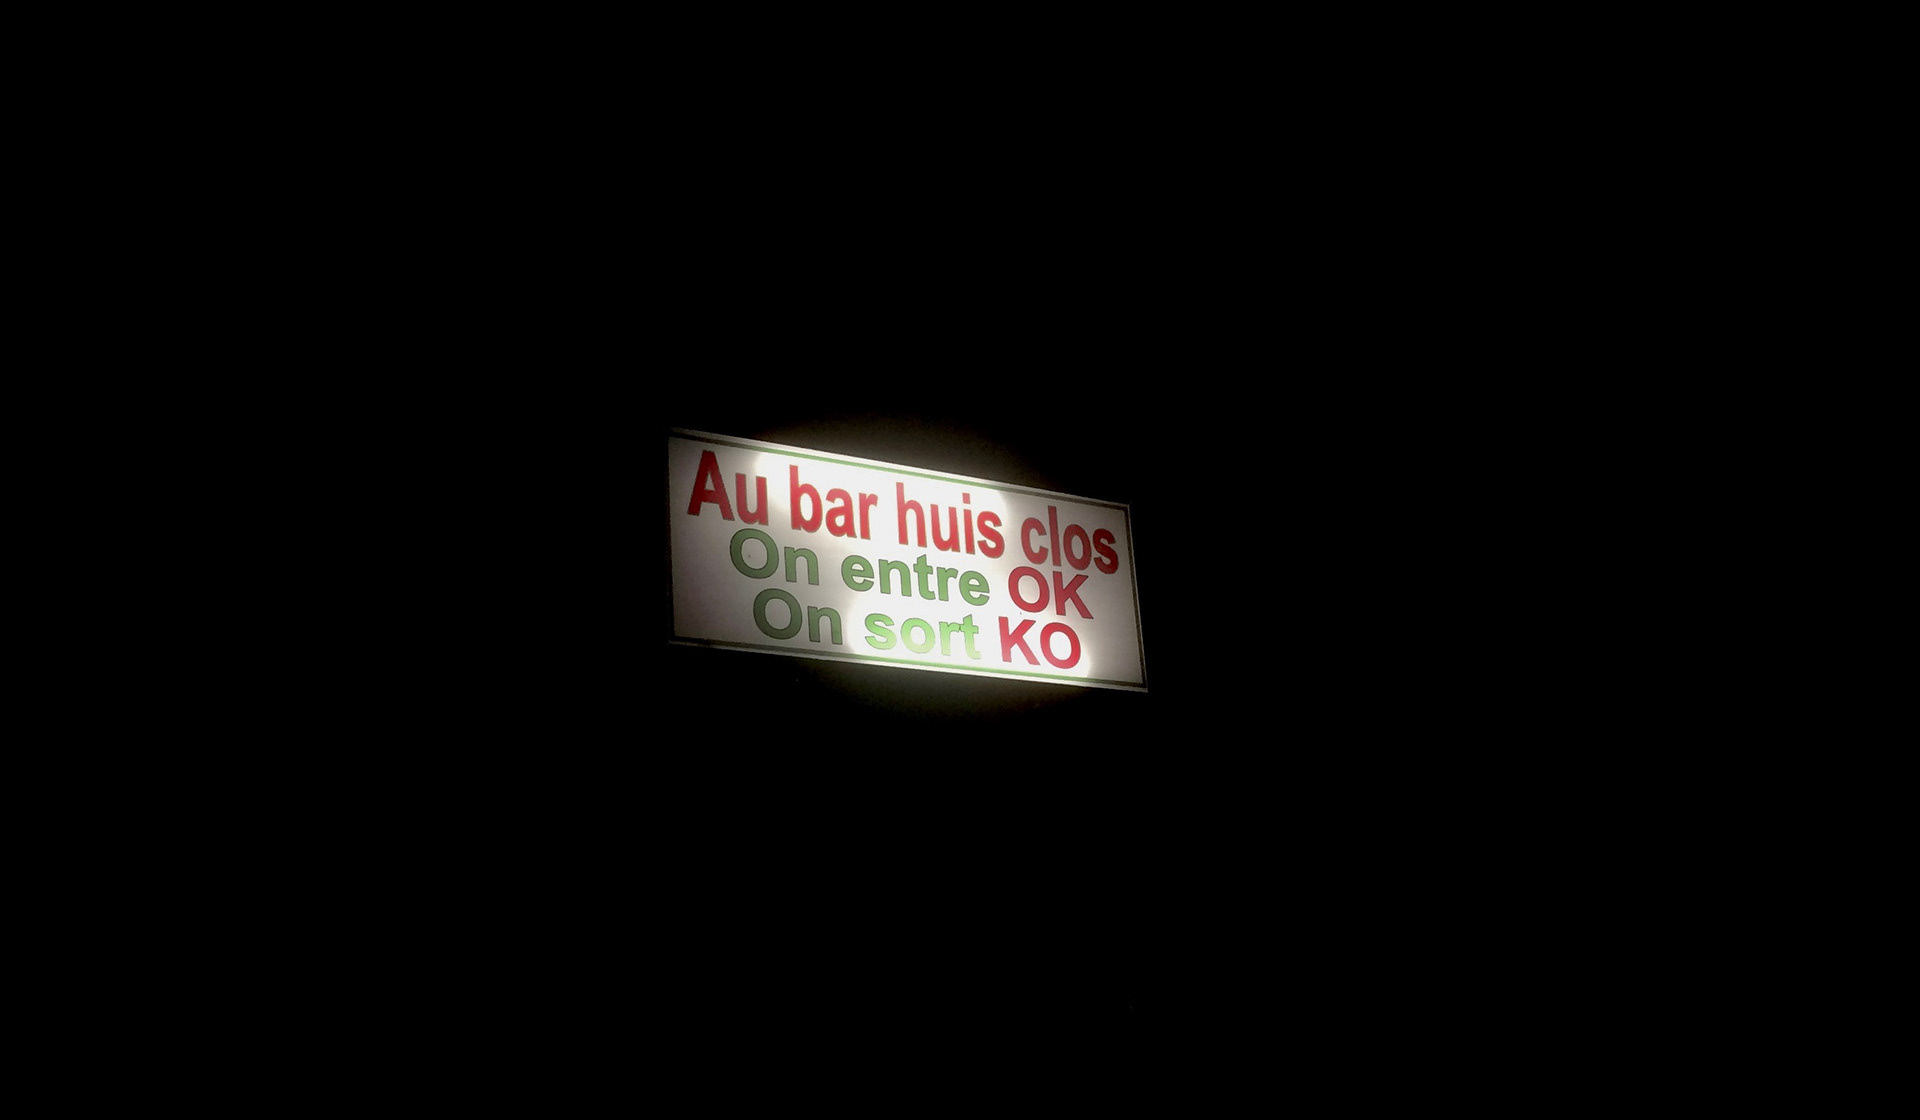 Au bar huis clos
On entre OK
On sort KO